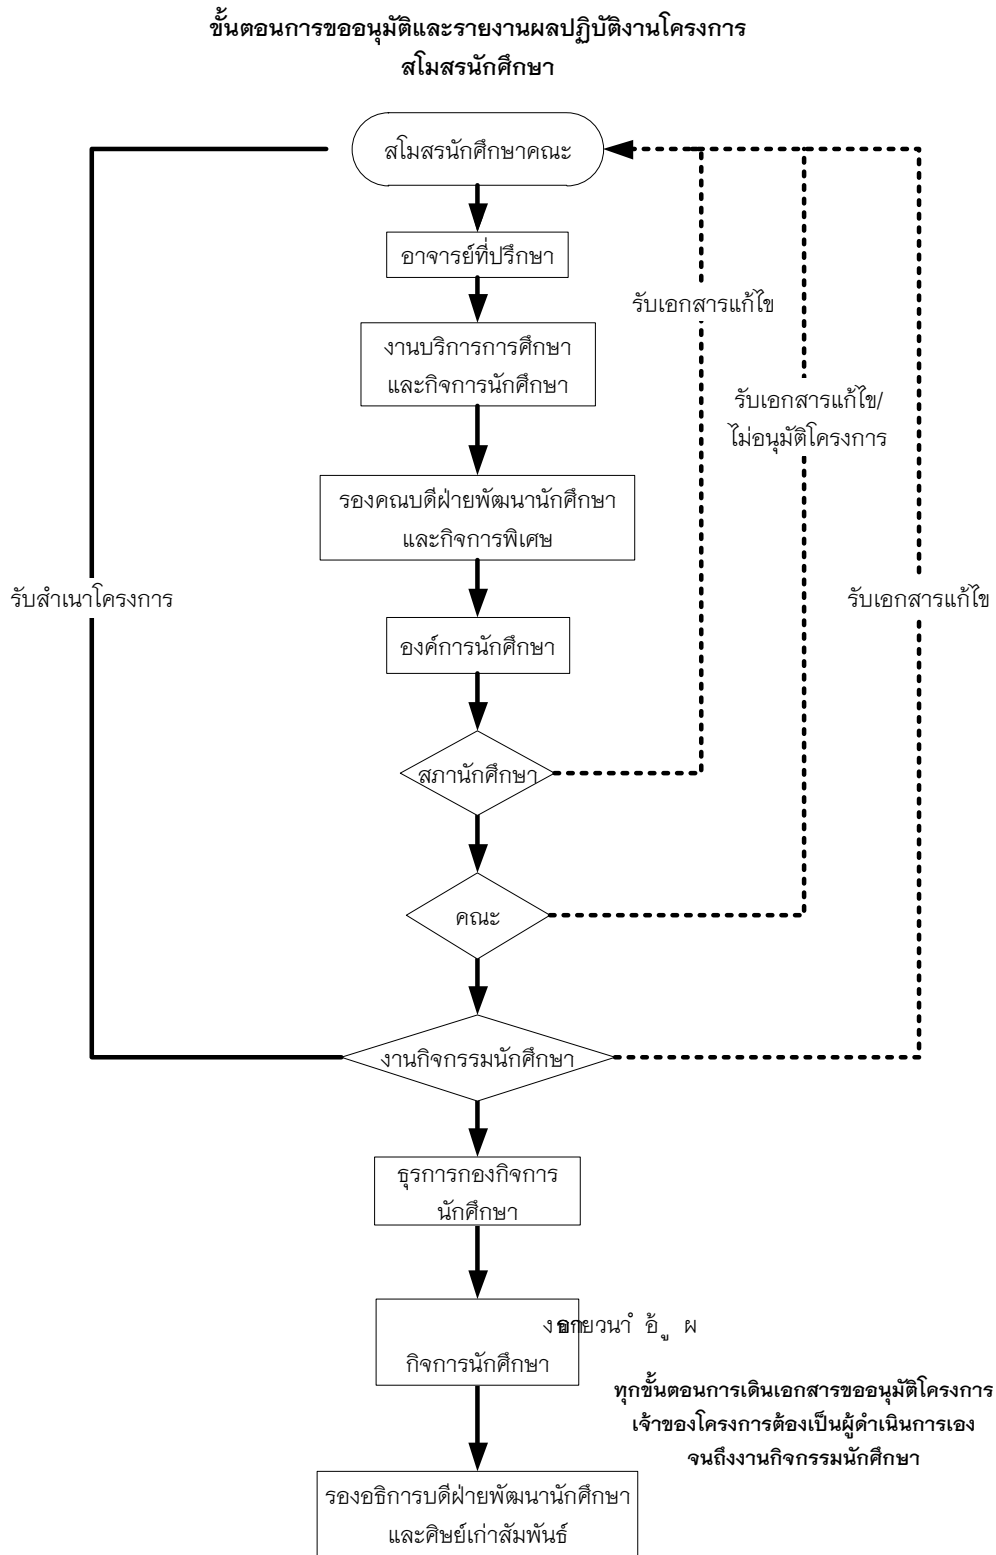 ขั้นตอนการขออนุมัติและรายงานผลปฏิบัติงานโครงการ
สโมสรนักศึกษา
สโมสรนักศึกษาคณะ
อาจารย์ที่ปรึกษา
รับเอกสารแก้ไข
งานบริการการศึกษา
และกิจการนักศึกษา
รับเอกสารแก้ไข/
ไม่อนุมัติโครงการ
รองคณบดีฝ่ายพัฒนานักศึกษา
และกิจการพิเศษ
รับสำเนาโครงการ
รับเอกสารแก้ไข
องค์การนักศึกษา
สภานักศึกษา
คณะ
งานกิจกรรมนักศึกษา
ธุรการกองกิจการ
นักศึกษา
กิจการนักศึกษา
ทุกขั้นตอนการเดินเอกสารขออนุมัติโครงการ
เจ้าของโครงการต้องเป็นผู้ดำเนินการเอง
จนถึงงานกิจกรรมนักศึกษา
รองอธิการบดีฝ่ายพัฒนานักศึกษา
และศิษย์เก่าสัมพันธ์